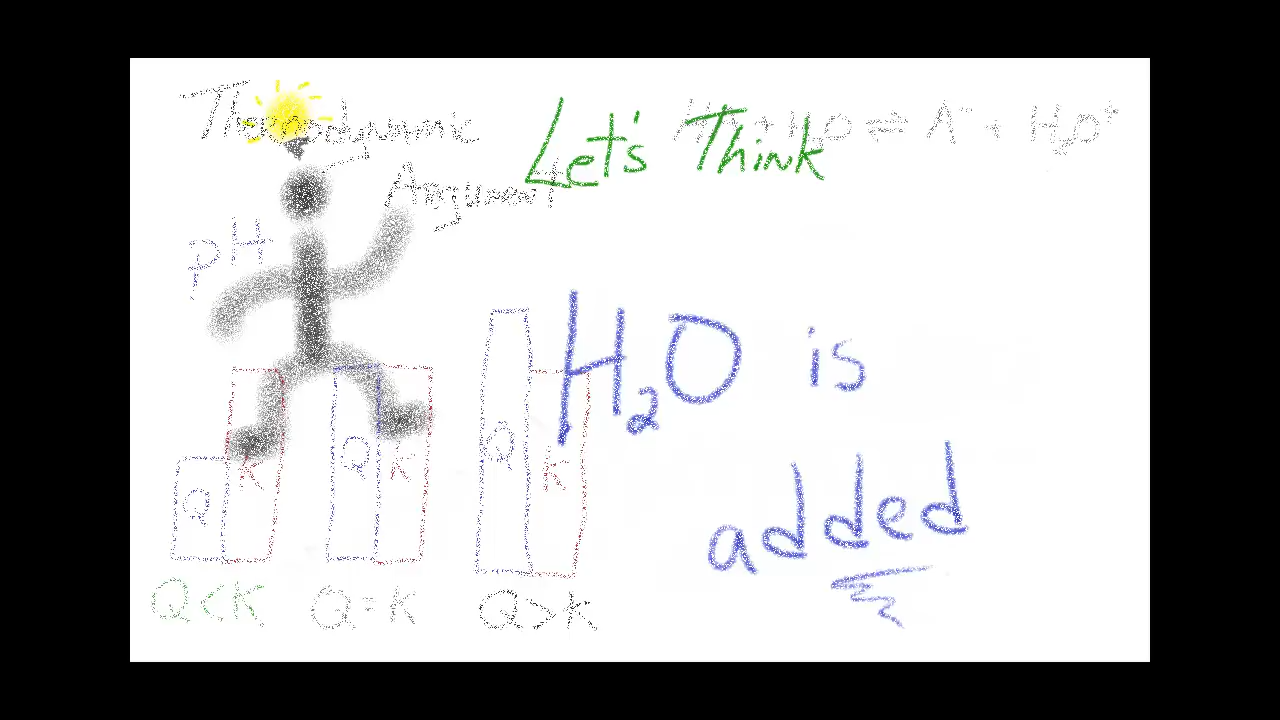 Thermodynamic
Argument
Let's Think
HA + H2O ⇌ A- + H3O+
pH
H2O is
added
Q K
Q K
Q K
Q < K
Q = K
Q > K